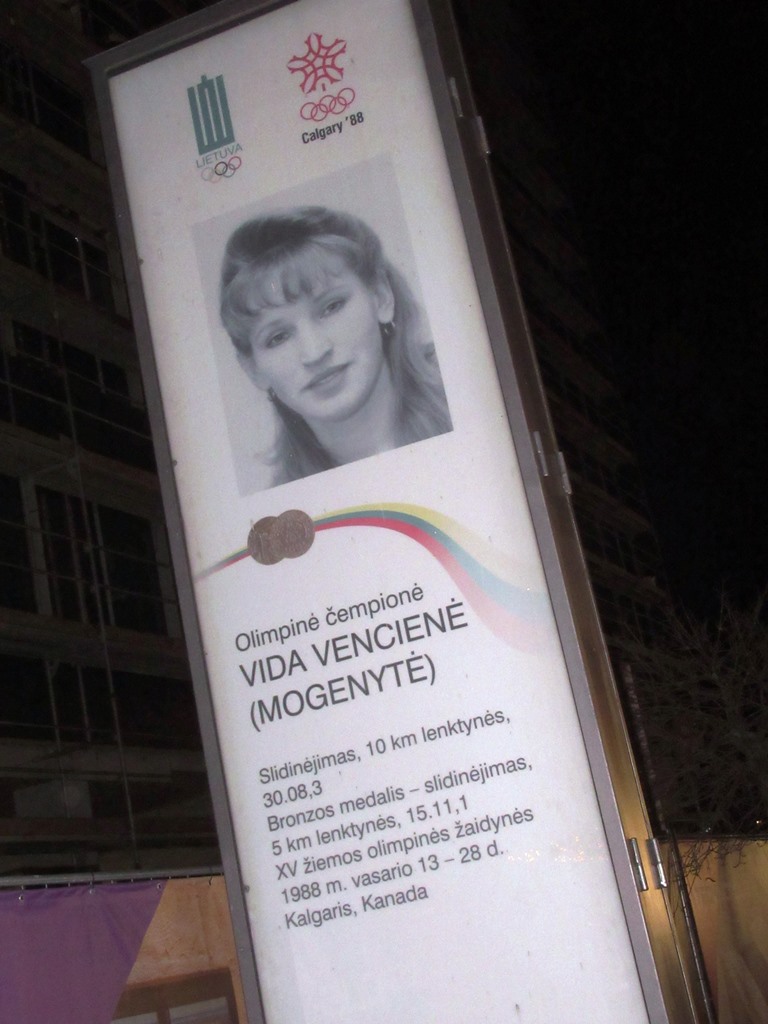 LIETUVA
Calgary '88
Olimpinė čempionė
VIDA VENCIENĖ
(MOGENYTĖ)
Slidinėjimas, 10 km lenktynės,
30.08,3
Bronzos medalis – slidinėjimas,
5 km lenktynės, 15.11,1
XV žiemos olimpinės žaidynės
1988 m. vasario 13 – 28 d.
Kalgaris, Kanada